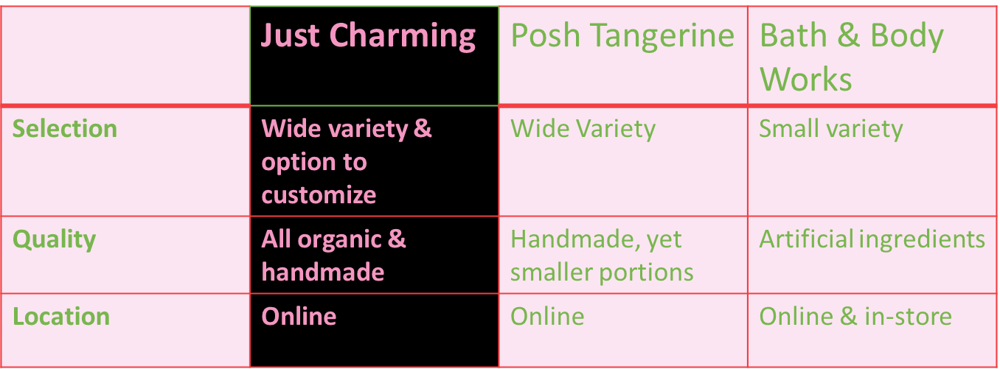 Just Charming
Posh Tangerine
Bath & Body
Works
Selection
Wide variety &
option to
customize
Wide Variety
Small variety
Quality
All organic &
handmade
Handmade, yet
smaller portions
Artificial ingredients
Location
Online
Online
Online & in-store